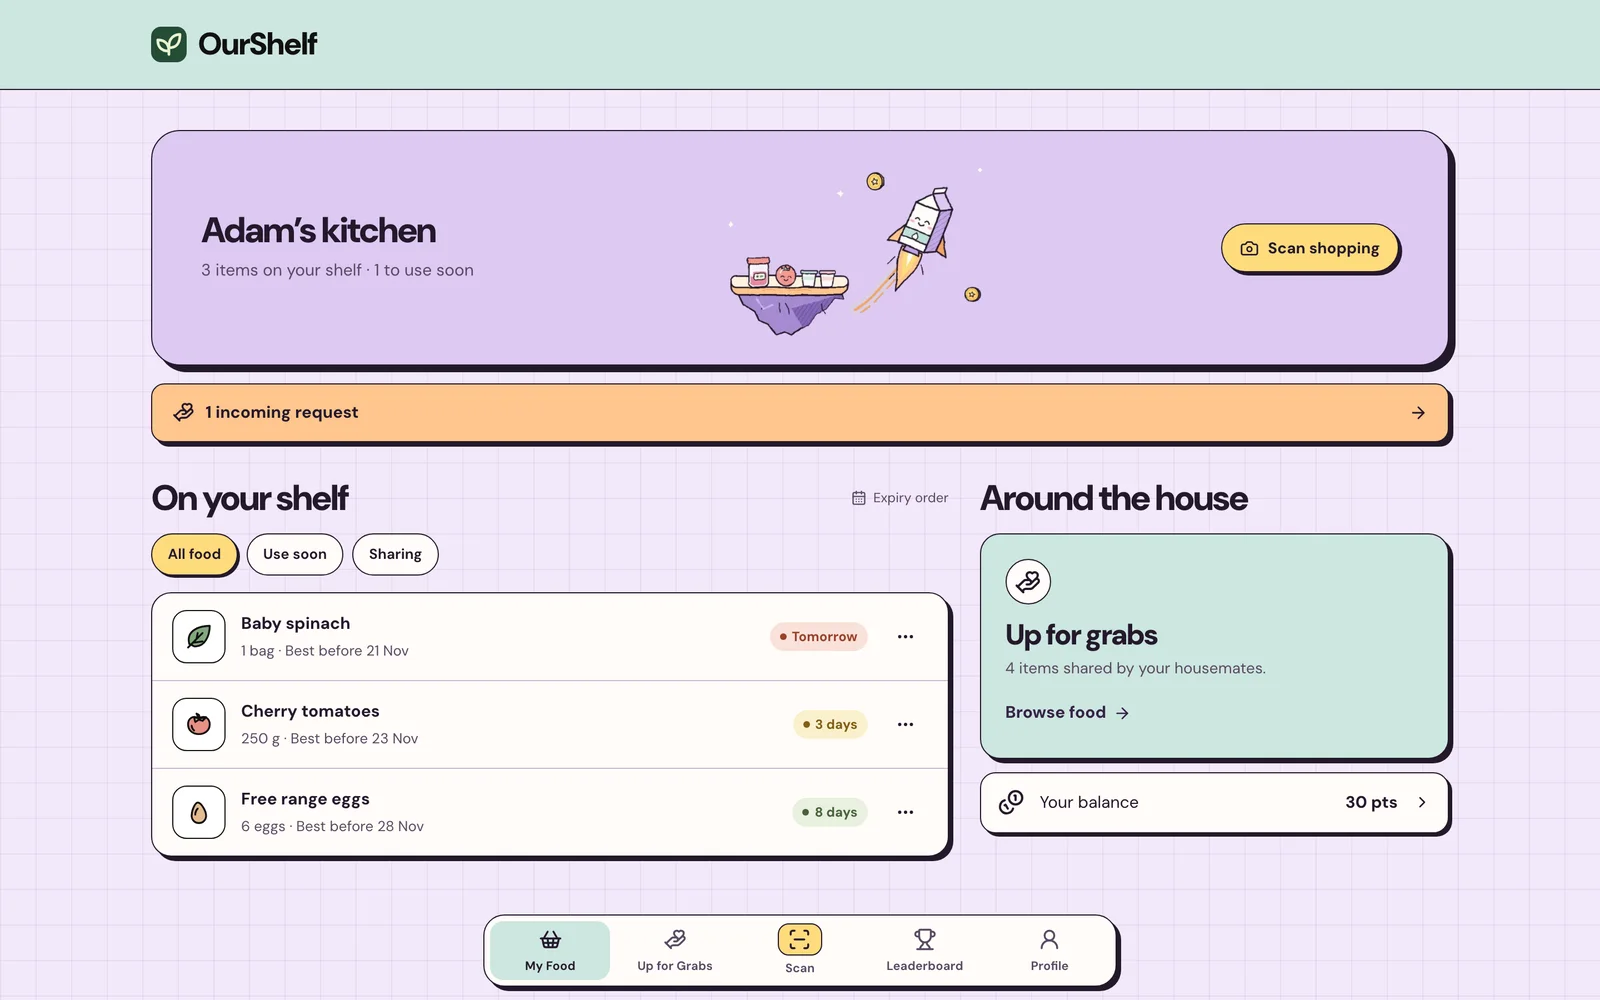 OurShelf
Adam’s kitchen
3 items on your shelf · 1 to use soon
Scan shopping
1 incoming request
On your shelf
Expiry order
All food
Use soon
Sharing
Baby spinach
1 bag · Best before 21 Nov
Tomorrow
Cherry tomatoes
250 g · Best before 23 Nov
3 days
Free range eggs
6 eggs · Best before 28 Nov
8 days
Around the house
Up for grabs
4 items shared by your housemates.
Browse food
Your balance
30 pts
My Food
Up for Grabs
Scan
Leaderboard
Profile